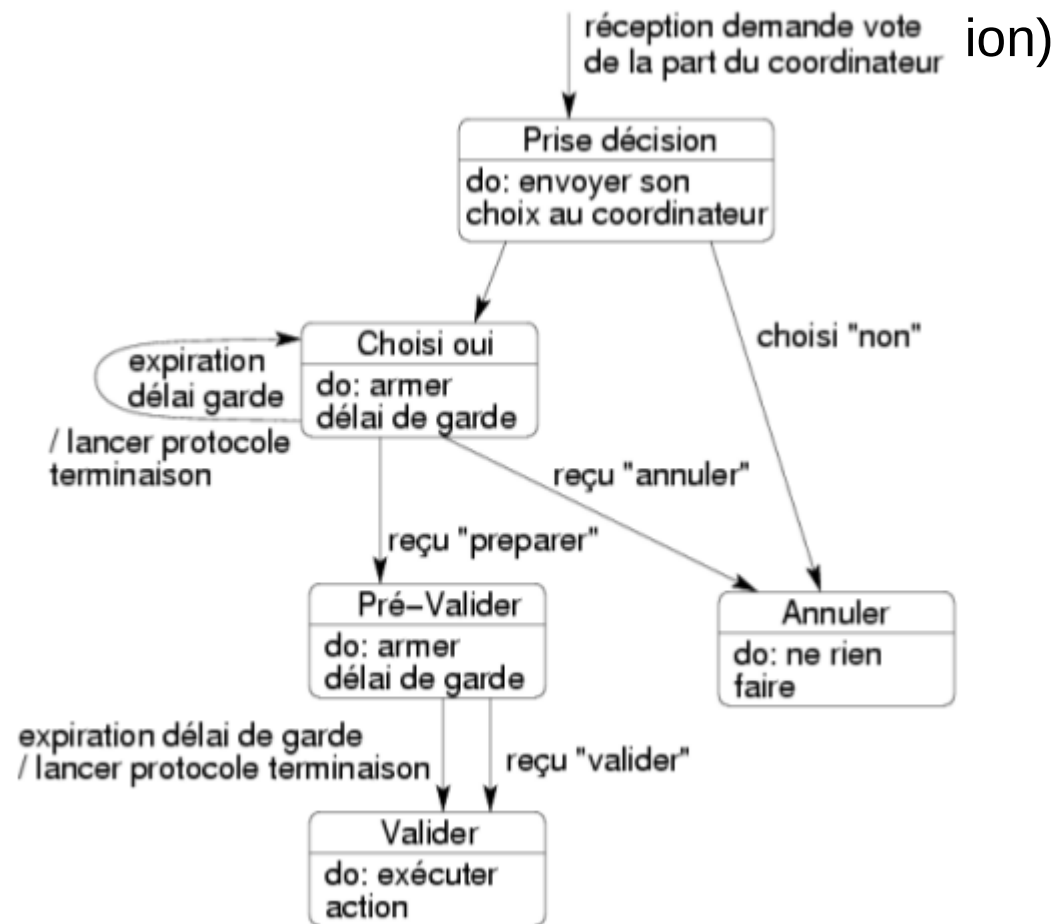 réception demande vote
de la part du coordinateur
ion)
Prise décision
do: envoyer son
choix au coordinateur
choisi "non"
Choisi oui
do: armer
délai de garde
expiration
délai garde
/ lancer protocole
terminaison
reçu "annuler"
reçu "preparer"
Pré–Valider
do: armer
délai de garde
Annuler
do: ne rien
faire
expiration délai de garde
/ lancer protocole terminaison
reçu "valider"
Valider
do: exécuter
action